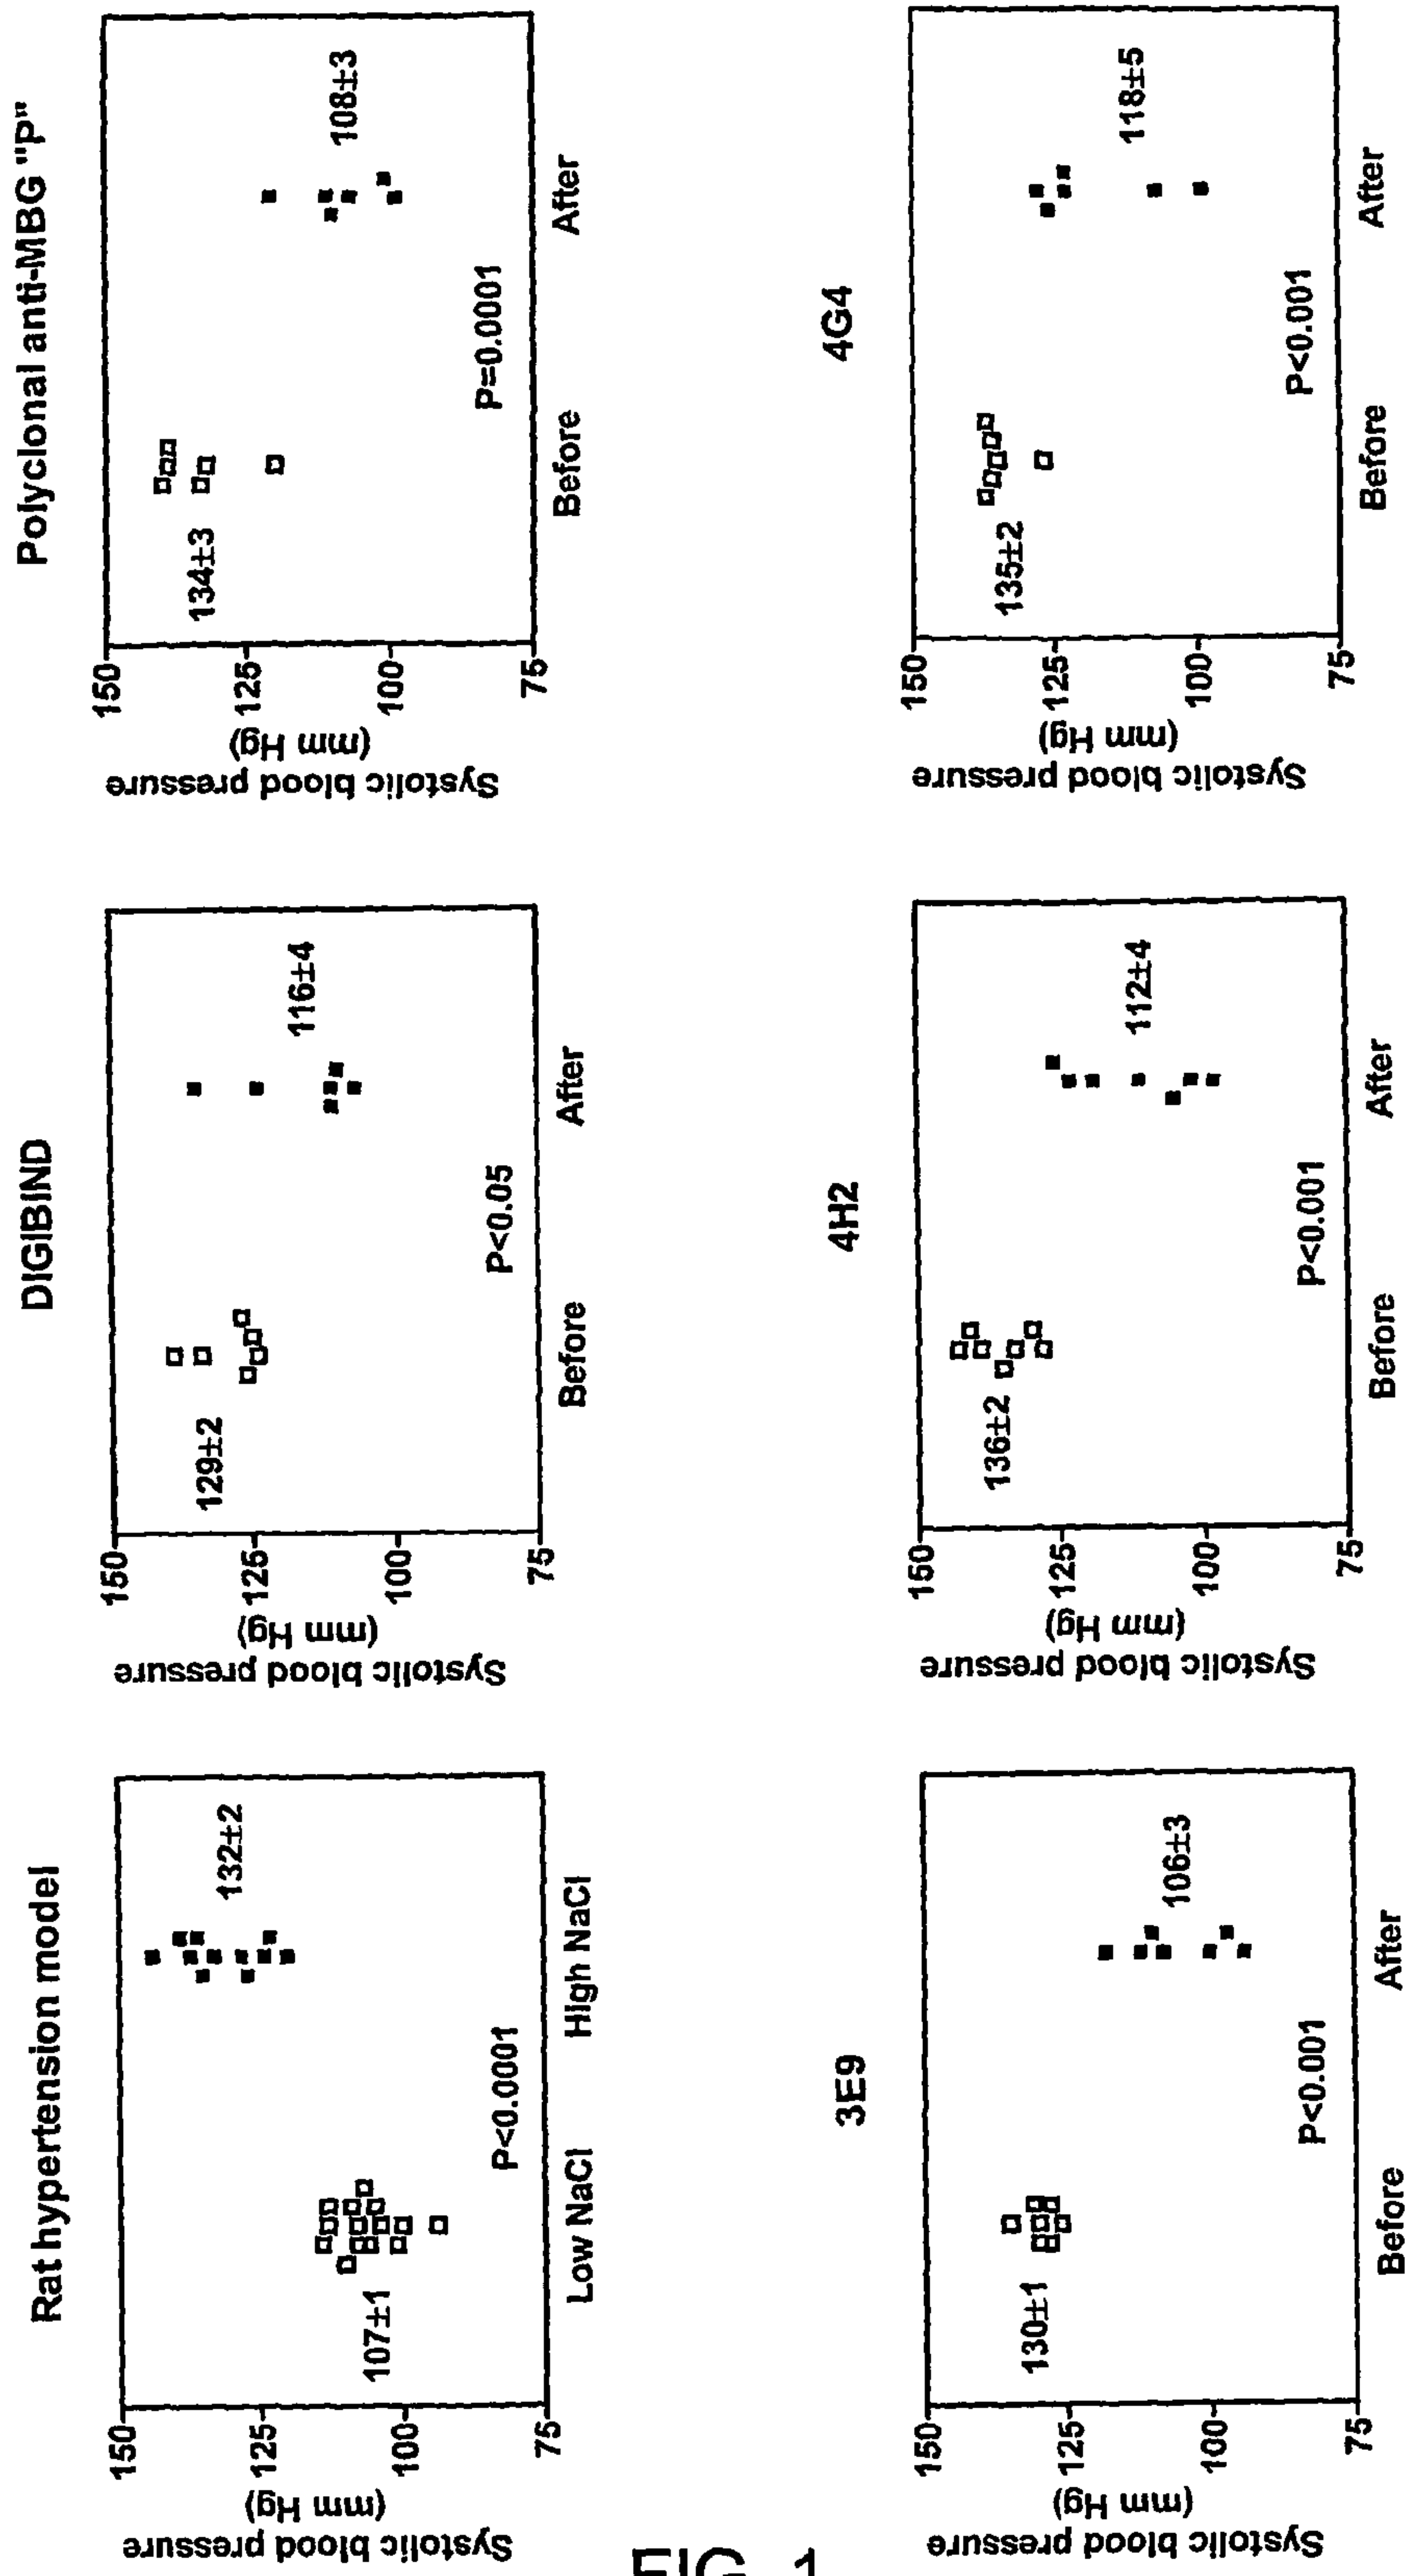 Rat hypertension model
Systolic blood pressure
(mm Hg)
150
125
100
75
107±1
132±2
P<0.0001
Low NaCl
High NaCl
DIGIBIND
Systolic blood pressure
(mm Hg)
150
125
100
75
129±2
116±4
P<0.05
Before
After
Polyclonal anti-MBG "P"
Systolic blood pressure
(mm Hg)
150
125
100
75
134±3
108±3
P=0.0001
Before
After
3E9
Systolic blood pressure
(mm Hg)
150
125
100
75
130±1
106±3
P<0.001
Before
After
4H2
Systolic blood pressure
(mm Hg)
150
125
100
75
136±2
112±4
P<0.001
Before
After
4G4
Systolic blood pressure
(mm Hg)
150
125
100
75
135±2
118±5
P<0.001
Before
After
FIG. 1